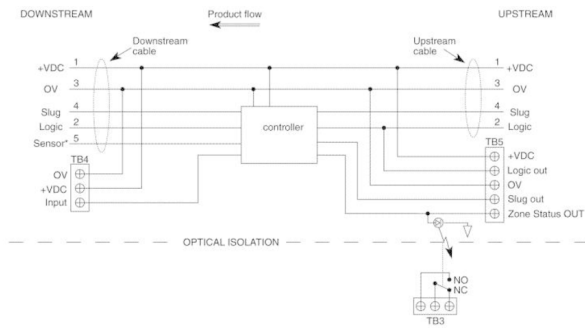 DOWNSTREAM
Product flow
UPSTREAM
Downstream
cable
Upstream
cable
+VDC 1
1 +VDC
OV 3
3 OV
Slug 4
4 Slug
Logic 2
controller
2 Logic
Sensor* 5
TB4
TB5
OV
+VDC
Input
+VDC
Logic out
OV
Slug out
Zone Status OUT
OPTICAL ISOLATION
NO
NC
TB3